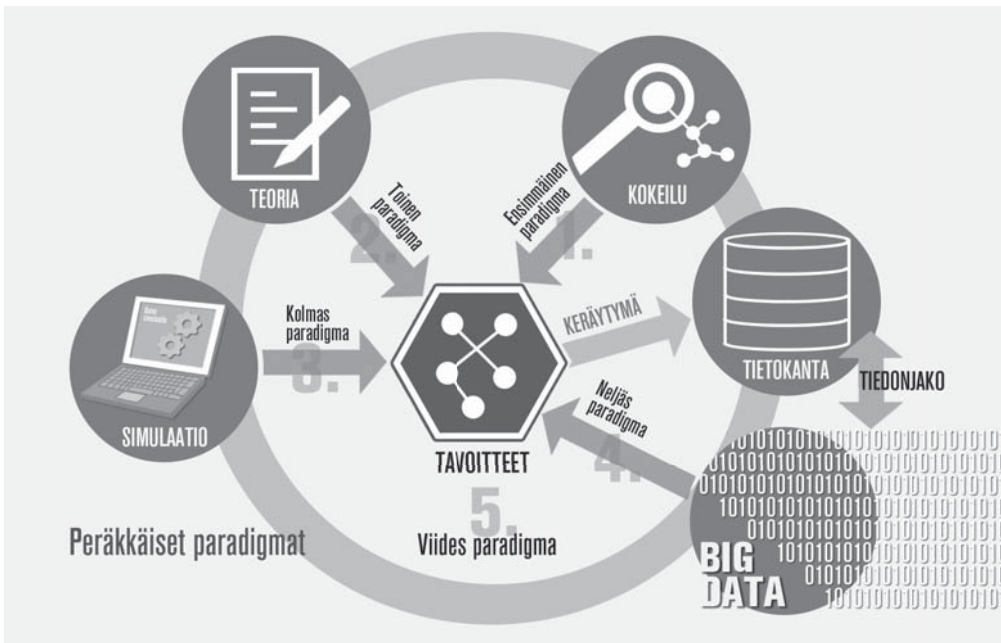 TEORIA
KOKEILU
Toinen
paradigma
2.
Ensimmäinen
paradigma
1.
SIMULAATIO
Kolmas
paradigma
3.
KERÄYTYMÄ
TIETOKANTA
TIEDONJAKO
TAVOITTEET
Neljäs
paradigma
4.
5.
Viides paradigma
Peräkkäiset paradigmat
BIG
DATA